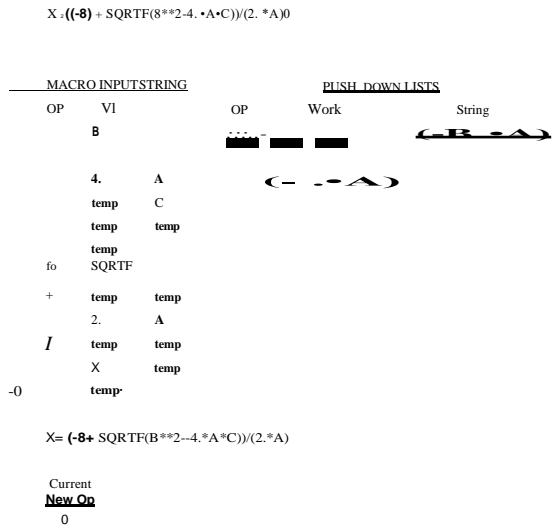 X = ((-8) + SQRTF(8**2-4. •A•C))/(2. *A)0
MACRO INPUTSTRING PUSH DOWN LISTS
OP VI OP Work String
B (-B •A)
4. A (- .•A)
temp C
temp temp
temp
fo SQRTF
+ temp temp
2. A
I temp temp
X temp
-0 temp·
X= (-8+ SQRTF(B**2--4.*A*C))/(2.*A)
Current
New Op
0